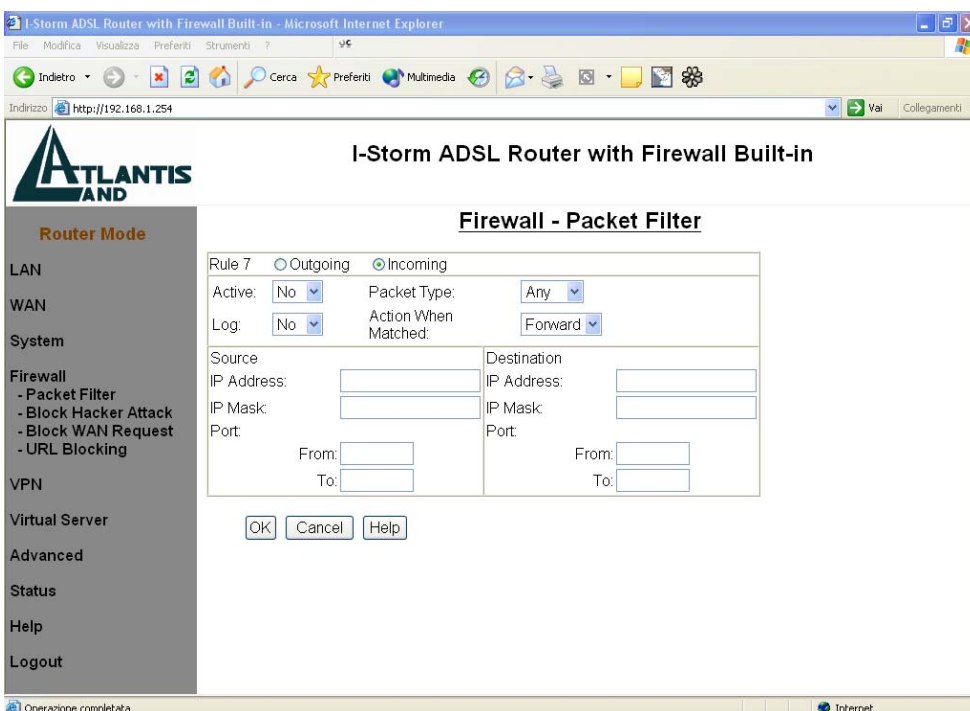 I-Storm ADSL Router with Firewall Built-in - Microsoft Internet Explorer
File Modifica Visualizza Preferiti Strumenti ?
Indietro Cerca Preferiti Multimedia
Indirizzo http://192.168.1.254 Vai Collegamenti
ATLANTIS LAND
I-Storm ADSL Router with Firewall Built-in
Router Mode
LAN
WAN
System
Firewall
- Packet Filter
- Block Hacker Attack
- Block WAN Request
- URL Blocking
VPN
Virtual Server
Advanced
Status
Help
Logout
Firewall - Packet Filter
Rule 7 Outgoing Incoming
Active: No Packet Type: Any
Log: No Action When Matched: Forward
Source Destination
IP Address: IP Address:
IP Mask: IP Mask:
Port: Port:
From: From:
To: To:
OK Cancel Help
Operazione completata Internet